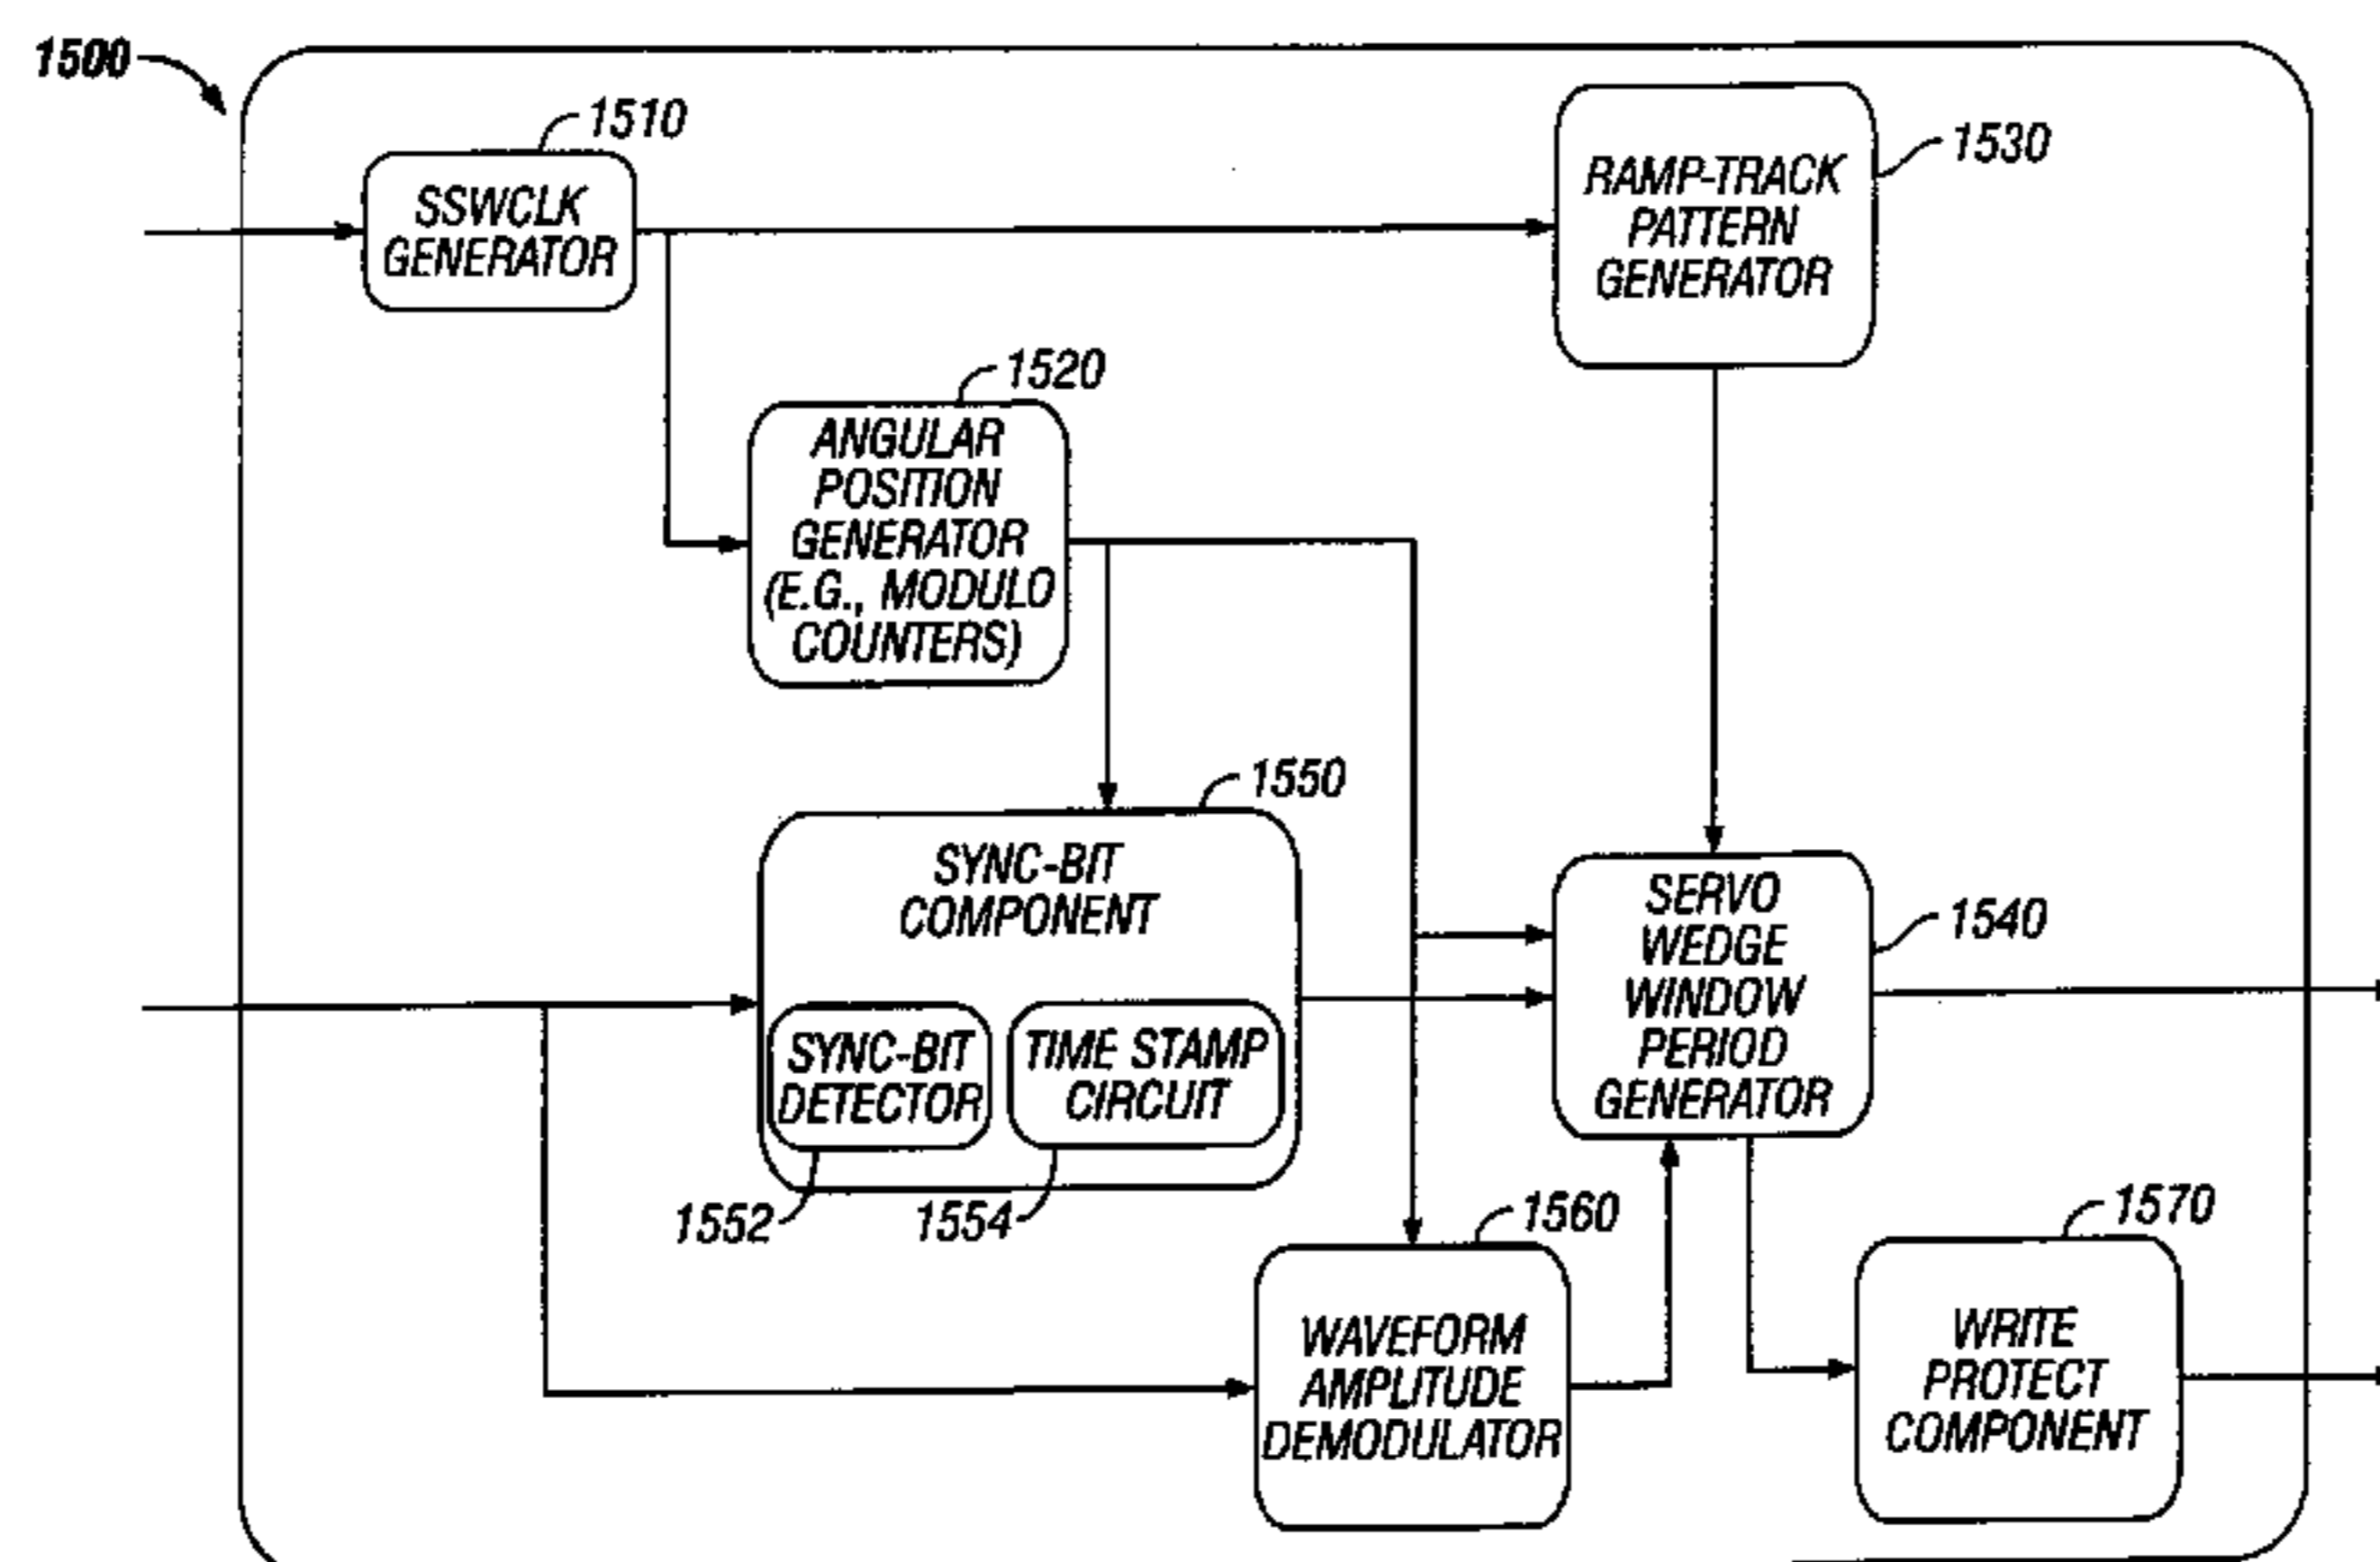 1500
1510
SSWCLK
GENERATOR
1530
RAMP-TRACK
PATTERN
GENERATOR
1520
ANGULAR
POSITION
GENERATOR
(E.G., MODULO
COUNTERS)
1550
SYNC-BIT
COMPONENT
SYNC-BIT
DETECTOR
TIME STAMP
CIRCUIT
1552
1554
1540
SERVO
WEDGE
WINDOW
PERIOD
GENERATOR
1560
WAVEFORM
AMPLITUDE
DEMODULATOR
1570
WRITE
PROTECT
COMPONENT